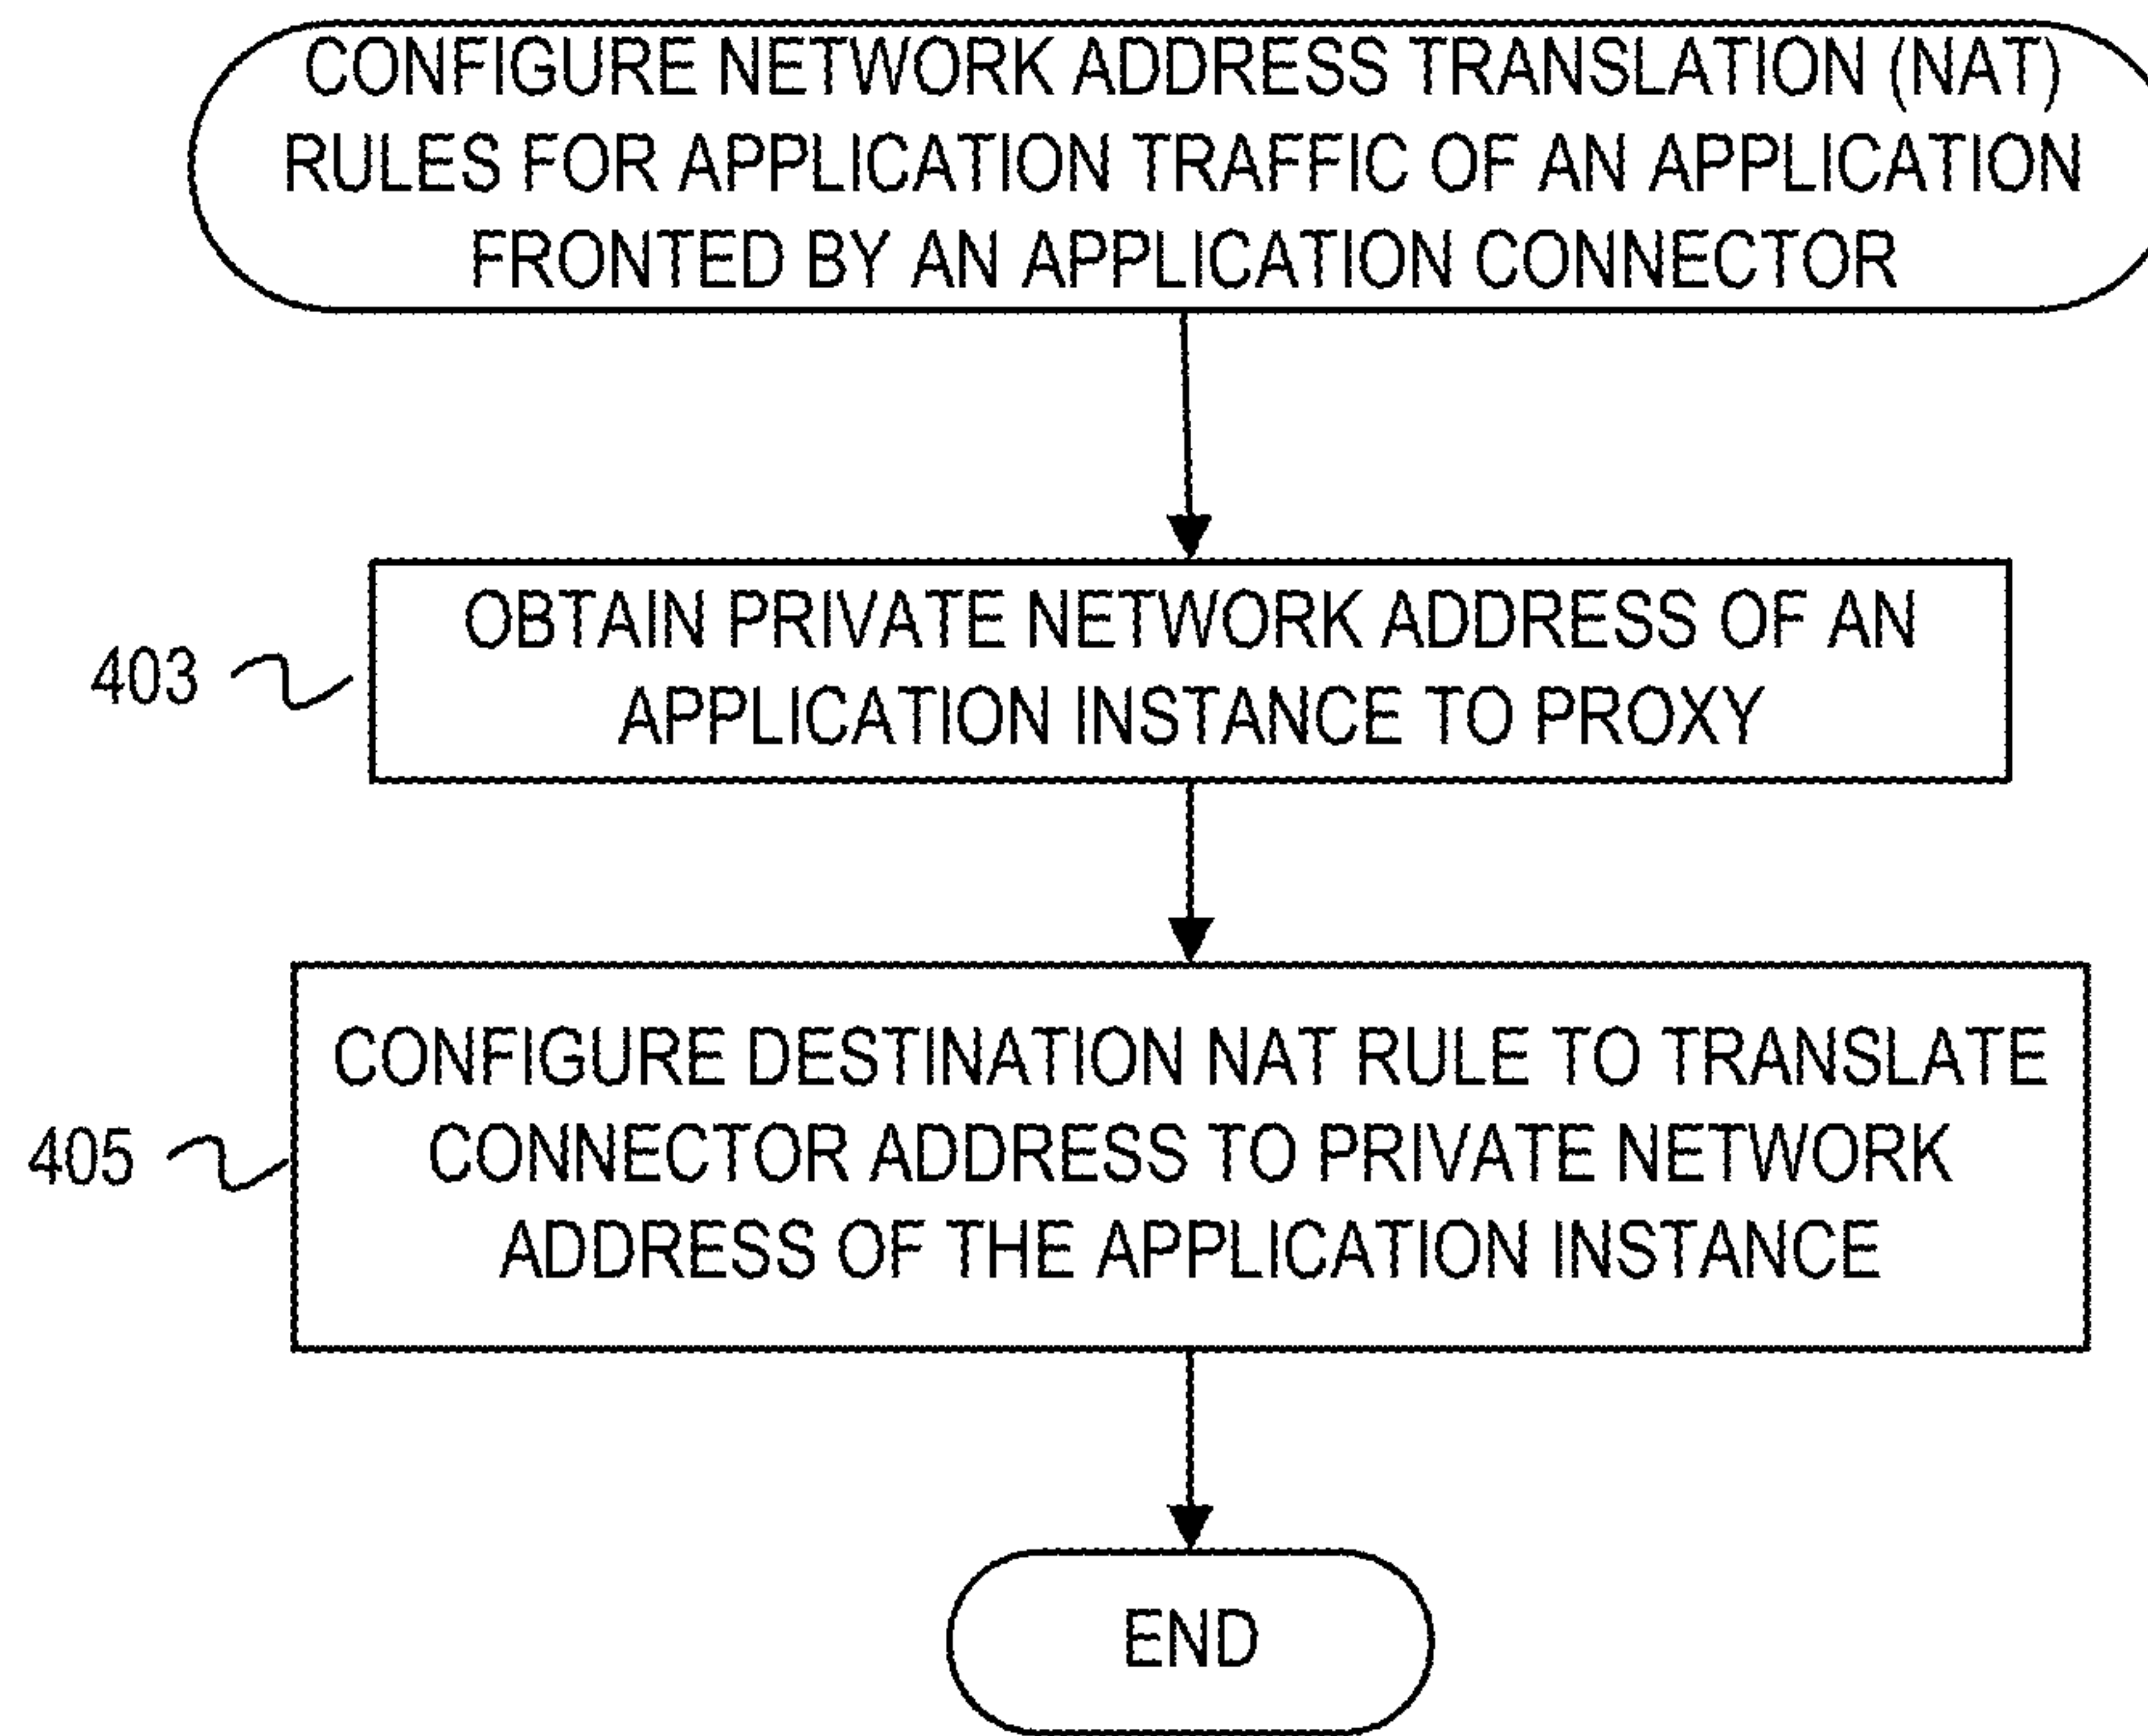 CONFIGURE NETWORK ADDRESS TRANSLATION (NAT)
RULES FOR APPLICATION TRAFFIC OF AN APPLICATION
FRONTED BY AN APPLICATION CONNECTOR
OBTAIN PRIVATE NETWORK ADDRESS OF AN
APPLICATION INSTANCE TO PROXY
403
CONFIGURE DESTINATION NAT RULE TO TRANSLATE
CONNECTOR ADDRESS TO PRIVATE NETWORK
ADDRESS OF THE APPLICATION INSTANCE
405
END